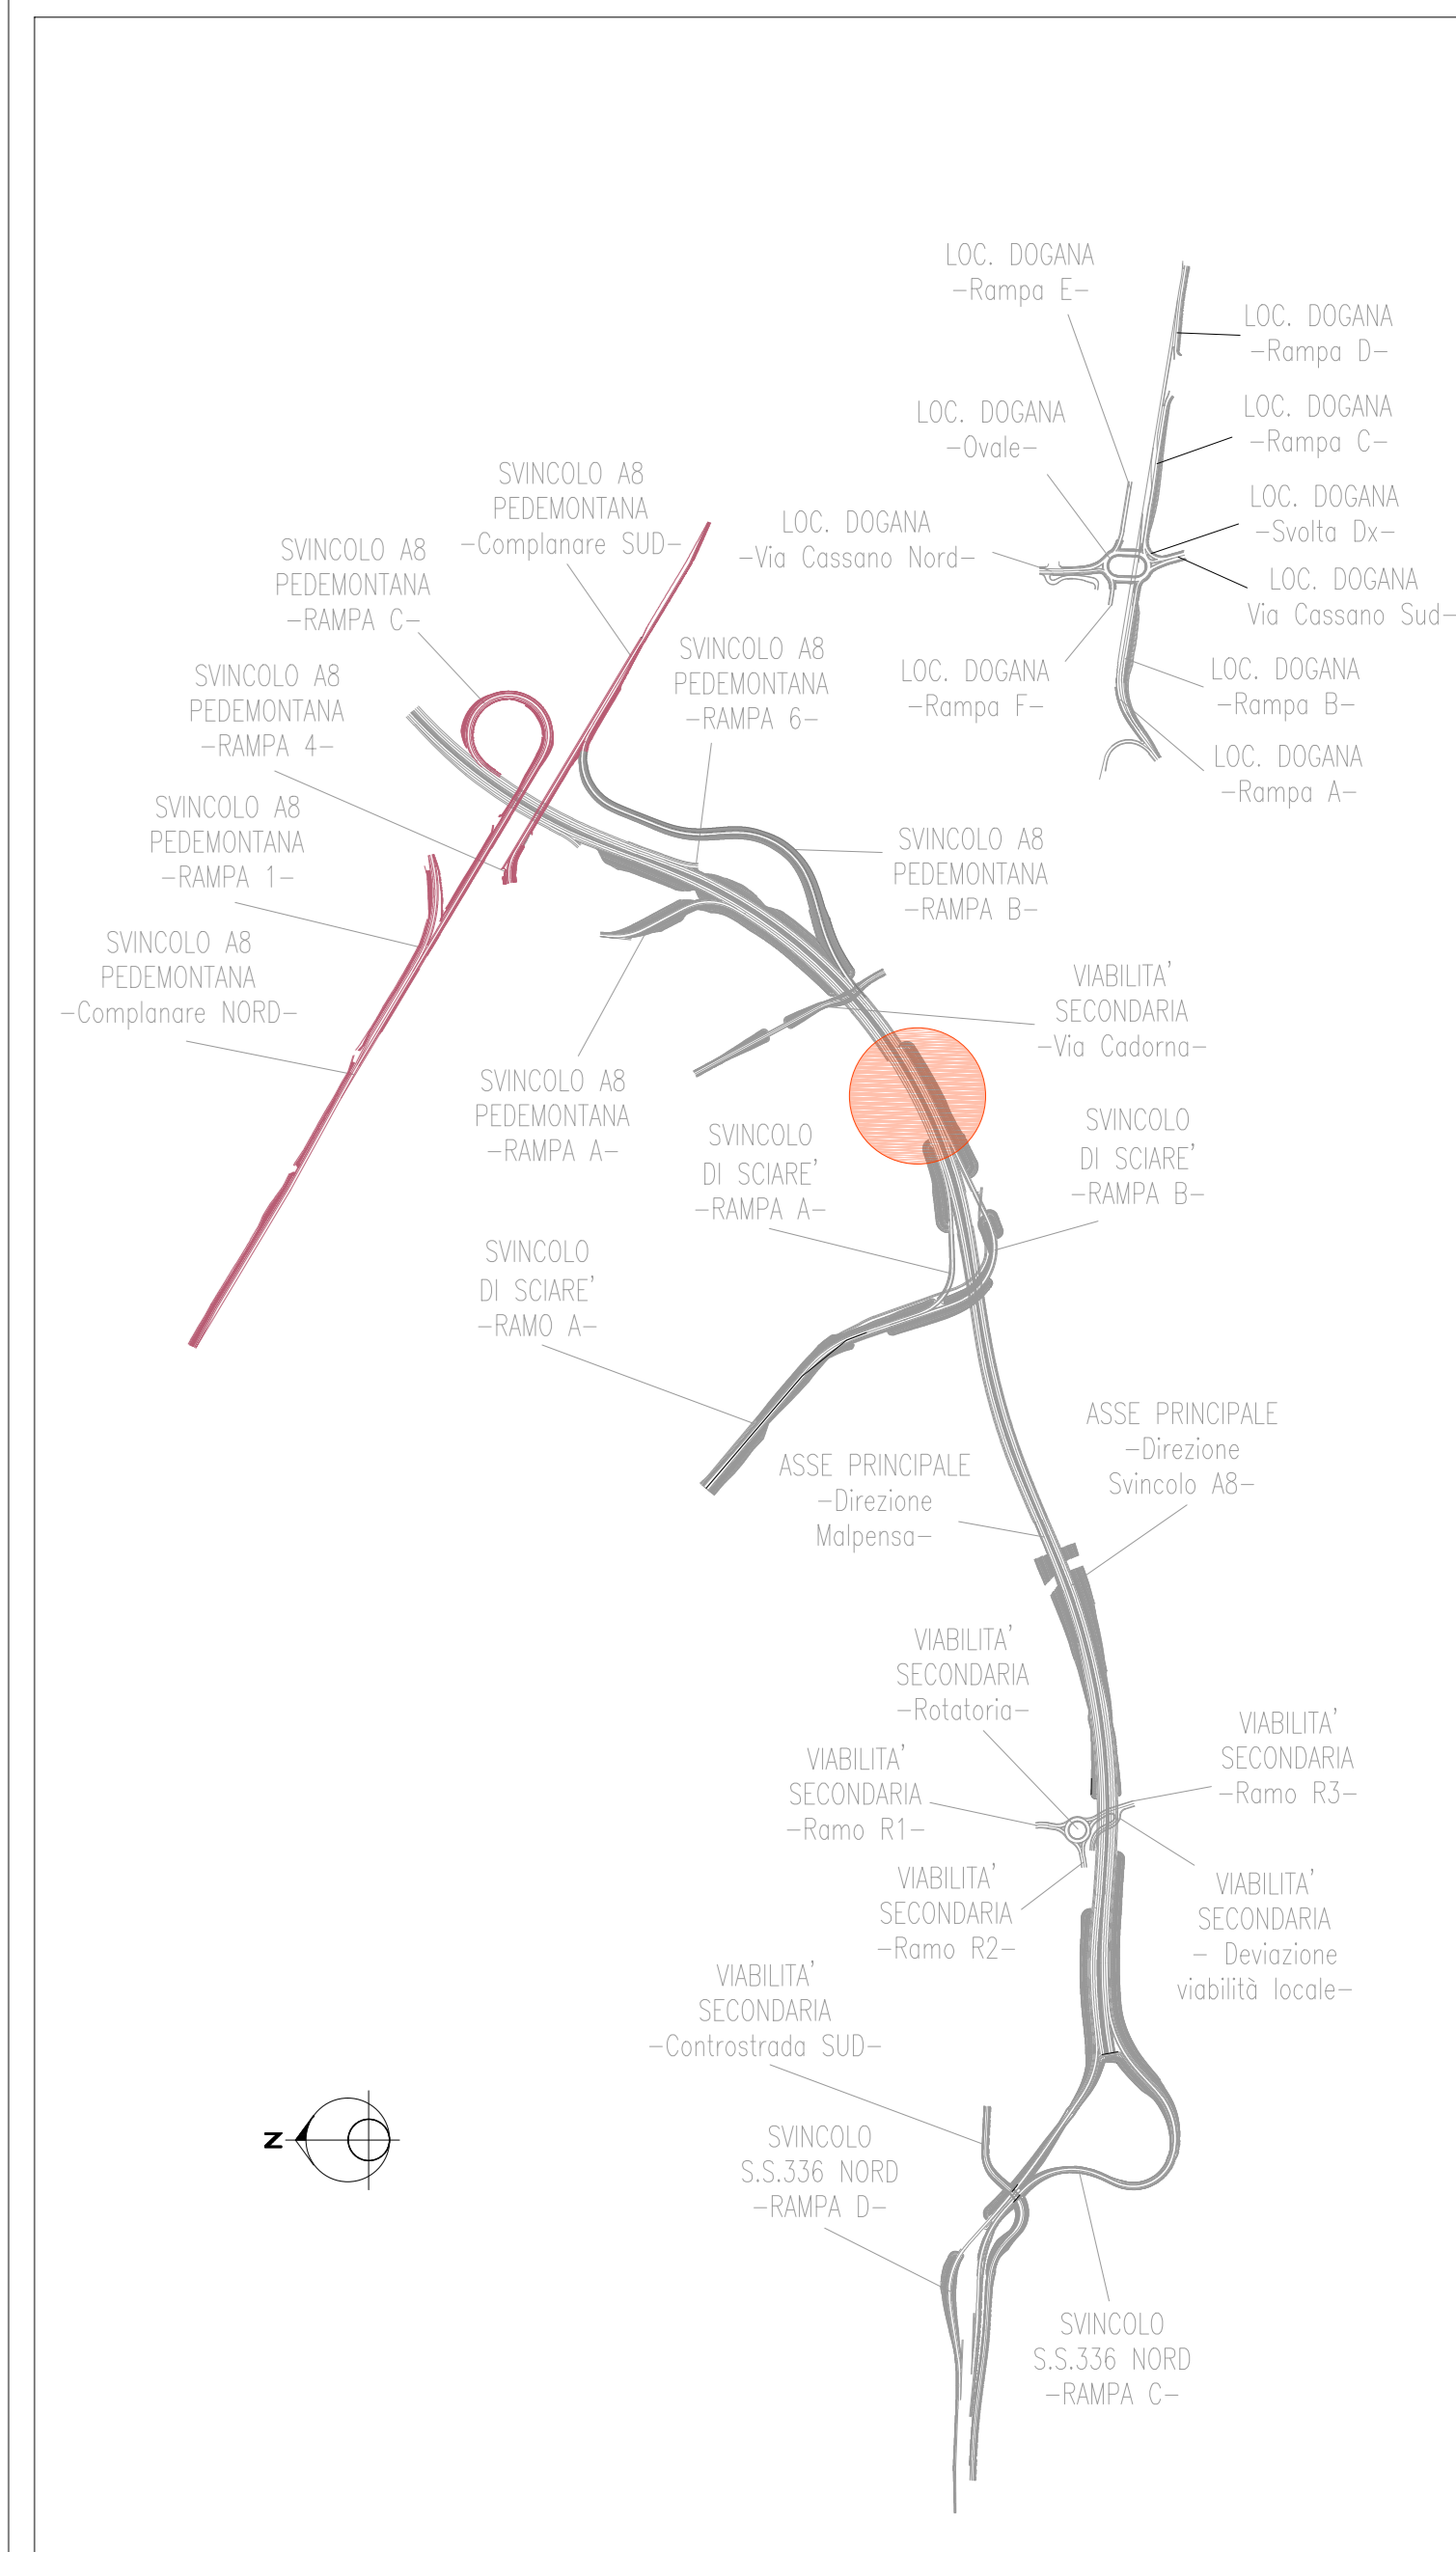 LOC. DOGANA
-Rampa E-
LOC. DOGANA
-Rampa D-
LOC. DOGANA
-Ovale-
LOC. DOGANA
-Rampa C-
SVINCOLO A8
PEDEMONTANA
-Complanare SUD-
LOC. DOGANA
-Svolta Dx-
LOC. DOGANA
-Via Cassano Nord-
SVINCOLO A8
PEDEMONTANA
-RAMPA C-
LOC. DOGANA
Via Cassano Sud-
SVINCOLO A8
PEDEMONTANA
-RAMPA 6-
SVINCOLO A8
PEDEMONTANA
-RAMPA 4-
LOC. DOGANA
-Rampa F-
LOC. DOGANA
-Rampa B-
LOC. DOGANA
-Rampa A-
SVINCOLO A8
PEDEMONTANA
-RAMPA 1-
SVINCOLO A8
PEDEMONTANA
-RAMPA B-
SVINCOLO A8
PEDEMONTANA
-Complanare NORD-
VIABILITA'
SECONDARIA
-Via Cadorna-
SVINCOLO A8
PEDEMONTANA
-RAMPA A-
SVINCOLO
DI SCIARE'
-RAMPA A-
SVINCOLO
DI SCIARE'
-RAMPA B-
SVINCOLO
DI SCIARE'
-RAMO A-
ASSE PRINCIPALE
-Direzione
Svincolo A8-
ASSE PRINCIPALE
-Direzione
Malpensa-
VIABILITA'
SECONDARIA
-Rotatoria-
VIABILITA'
SECONDARIA
-Ramo R3-
VIABILITA'
SECONDARIA
-Ramo R1-
VIABILITA'
SECONDARIA
-Ramo R2-
VIABILITA'
SECONDARIA
- Deviazione
viabilità locale-
VIABILITA'
SECONDARIA
-Controstrada SUD-
N
SVINCOLO
S.S.336 NORD
-RAMPA D-
SVINCOLO
S.S.336 NORD
-RAMPA C-